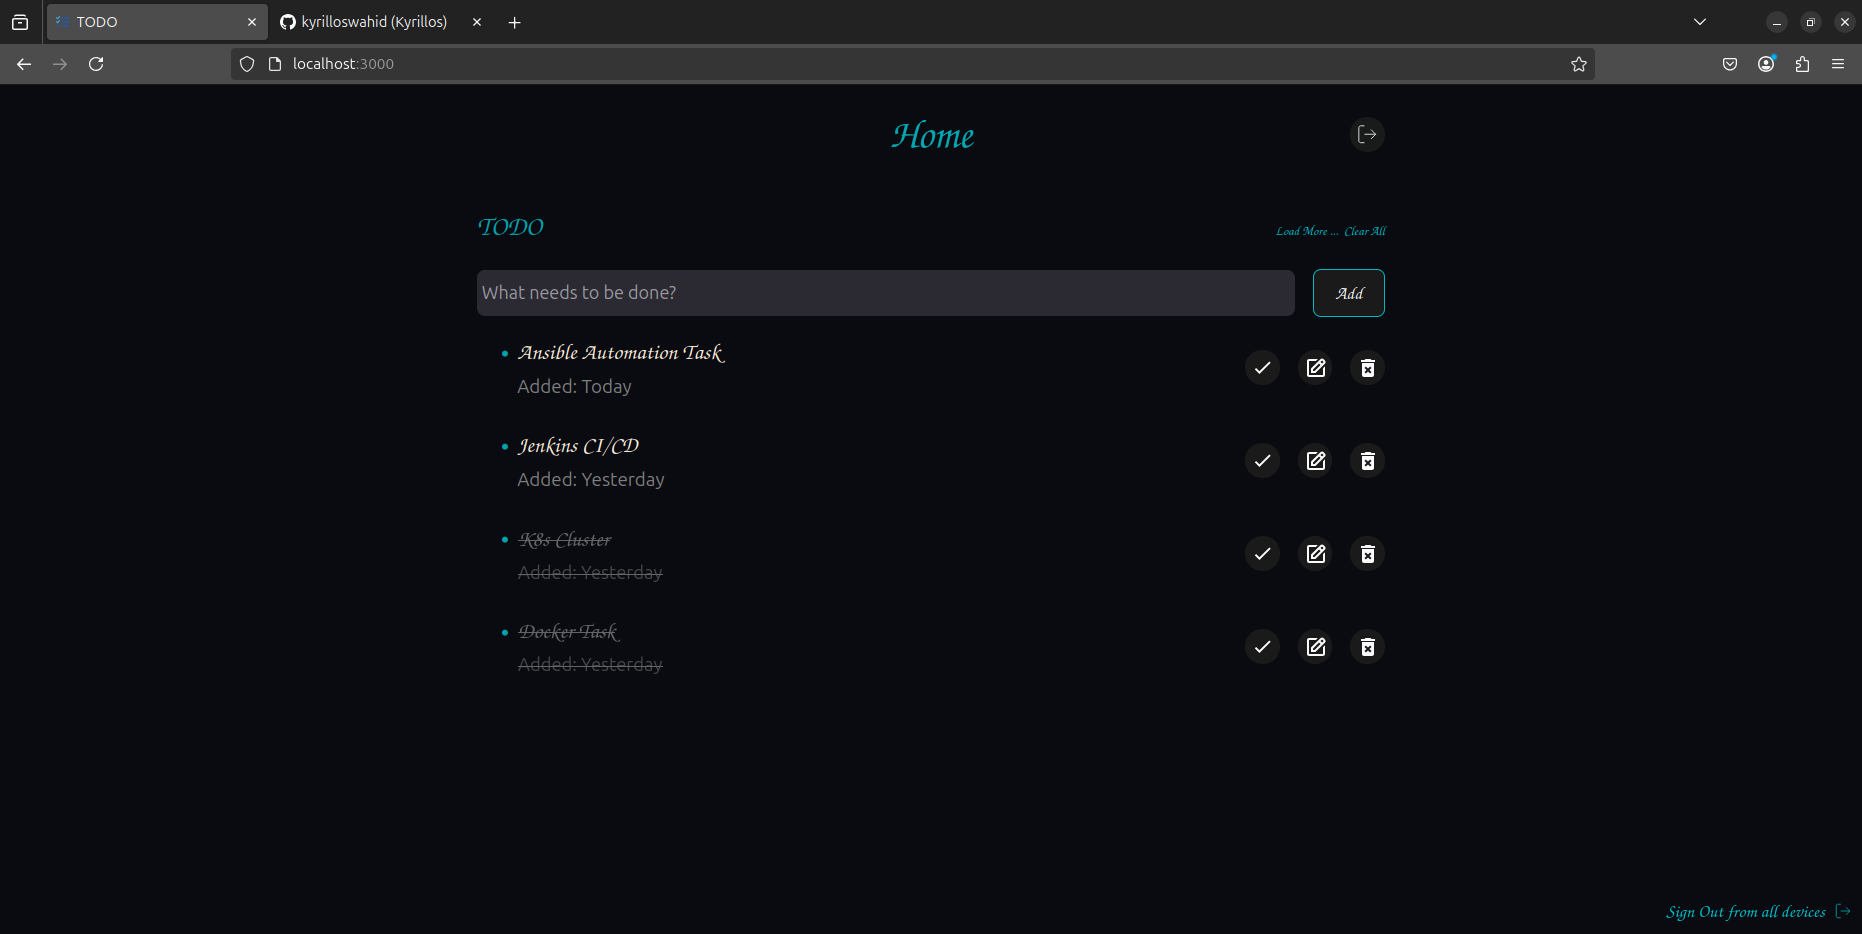 TODO
kyrilloswahid (Kyrillos)
localhost:3000
Home
TODO
Load More ... Clear All
What needs to be done?
Add
Ansible Automation Task
Added: Today
Jenkins CI/CD
Added: Yesterday
K8s Cluster
Added: Yesterday
Docker Task
Added: Yesterday
Sign Out from all devices